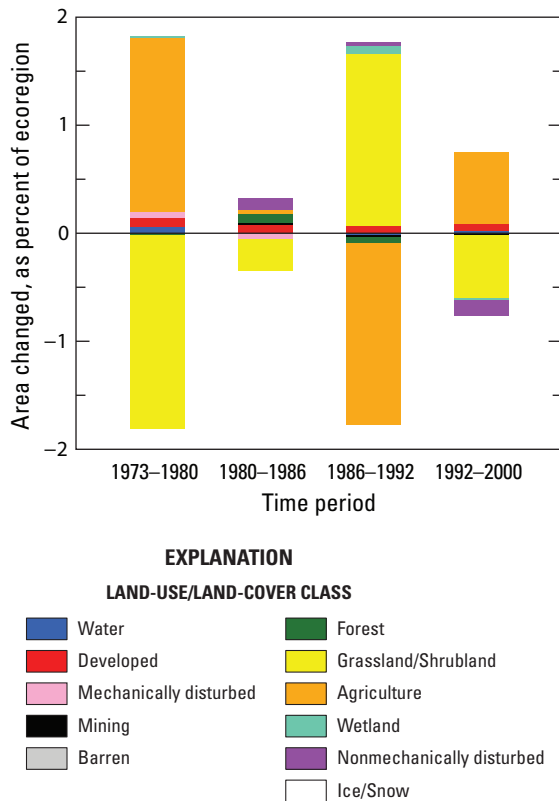 Area changed, as percent of ecoregion
2
1
0
−1
−2
1973–1980 1980–1986 1986–1992 1992–2000
Time period
EXPLANATION
LAND-USE/LAND-COVER CLASS
Water
Developed
Mechanically disturbed
Mining
Barren
Forest
Grassland/Shrubland
Agriculture
Wetland
Nonmechanically disturbed
Ice/Snow